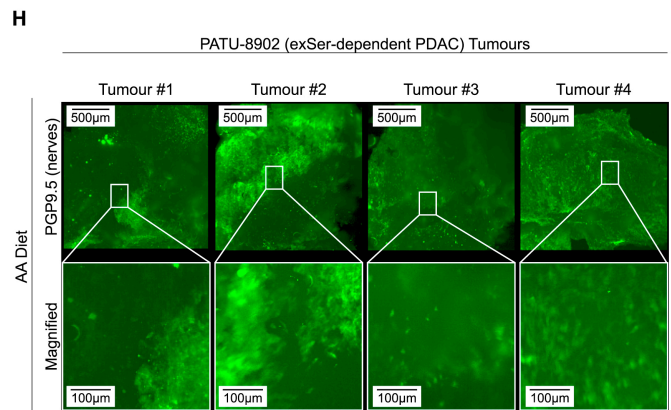 H
PATU-8902 (exSer-dependent PDAC) Tumours
Tumour #1 Tumour #2 Tumour #3 Tumour #4
AA Diet
PGP9.5 (nerves)
500μm 500μm 500μm 500μm
Magnified
100μm 100μm 100μm 100μm